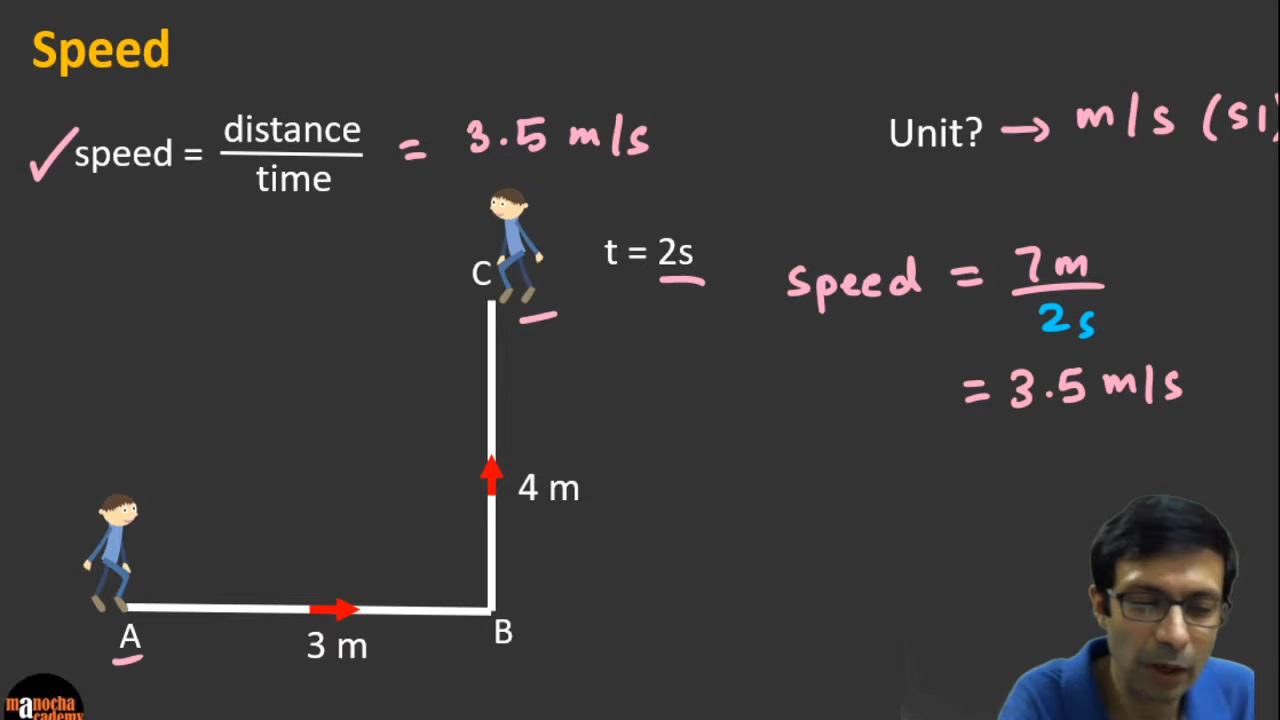 Speed
✓ speed = distance / time = 3.5 m/s
Unit? → m/s (SI)
C
t = 2s
speed = 7m / 2s
= 3.5 m/s
4 m
A
3 m
B
manocha
academy